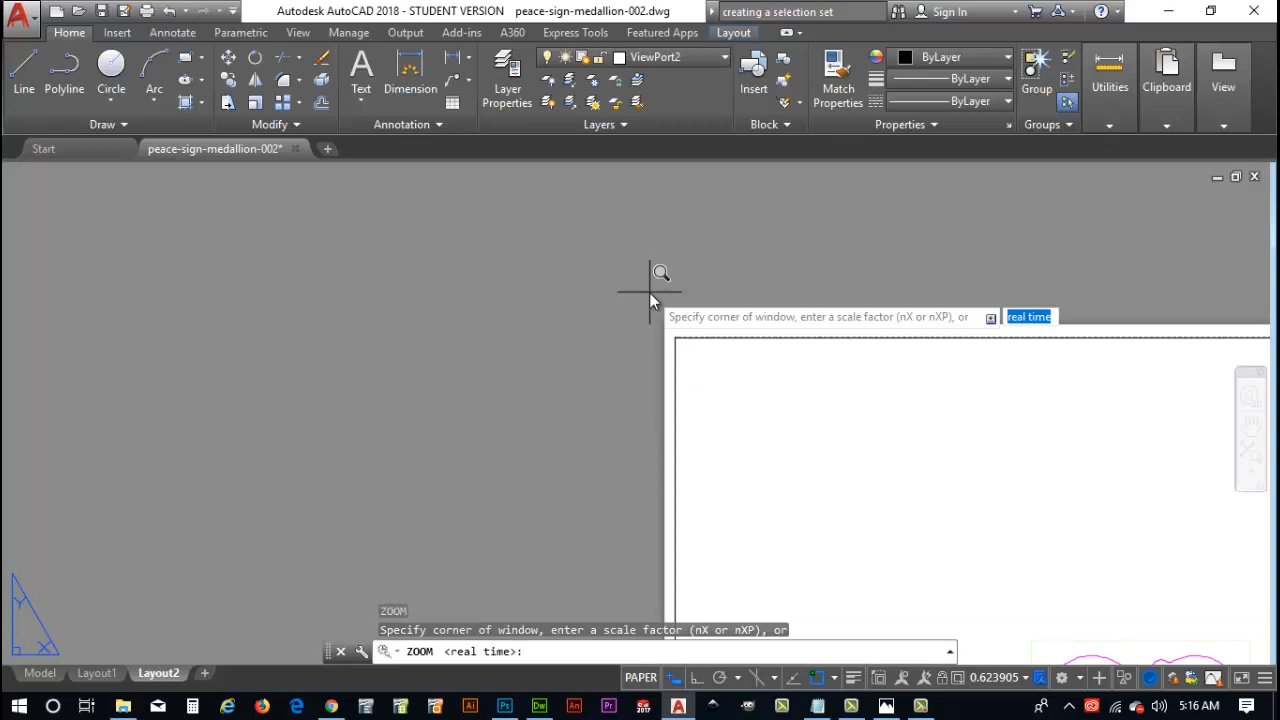 Autodesk AutoCAD 2018 - STUDENT VERSION peace-sign-medallion-002.dwg
creating a selection set
Sign In
Home Insert Annotate Parametric View Manage Output Add-ins A360 Express Tools Featured Apps Layout
ViewPort2
ByLayer
ByLayer
ByLayer
Line Polyline Circle Arc Text Dimension Layer Properties Insert Match Properties Group Utilities Clipboard View
Draw Modify Annotation Layers Block Properties Groups
Start peace-sign-medallion-002*
Specify corner of window, enter a scale factor (nX or nXP), or real time
Y
X
ZOOM
Specify corner of window, enter a scale factor (nX or nXP), or
ZOOM <real time>:
Model Layout1 Layout2 PAPER 0.623905
5:16 AM